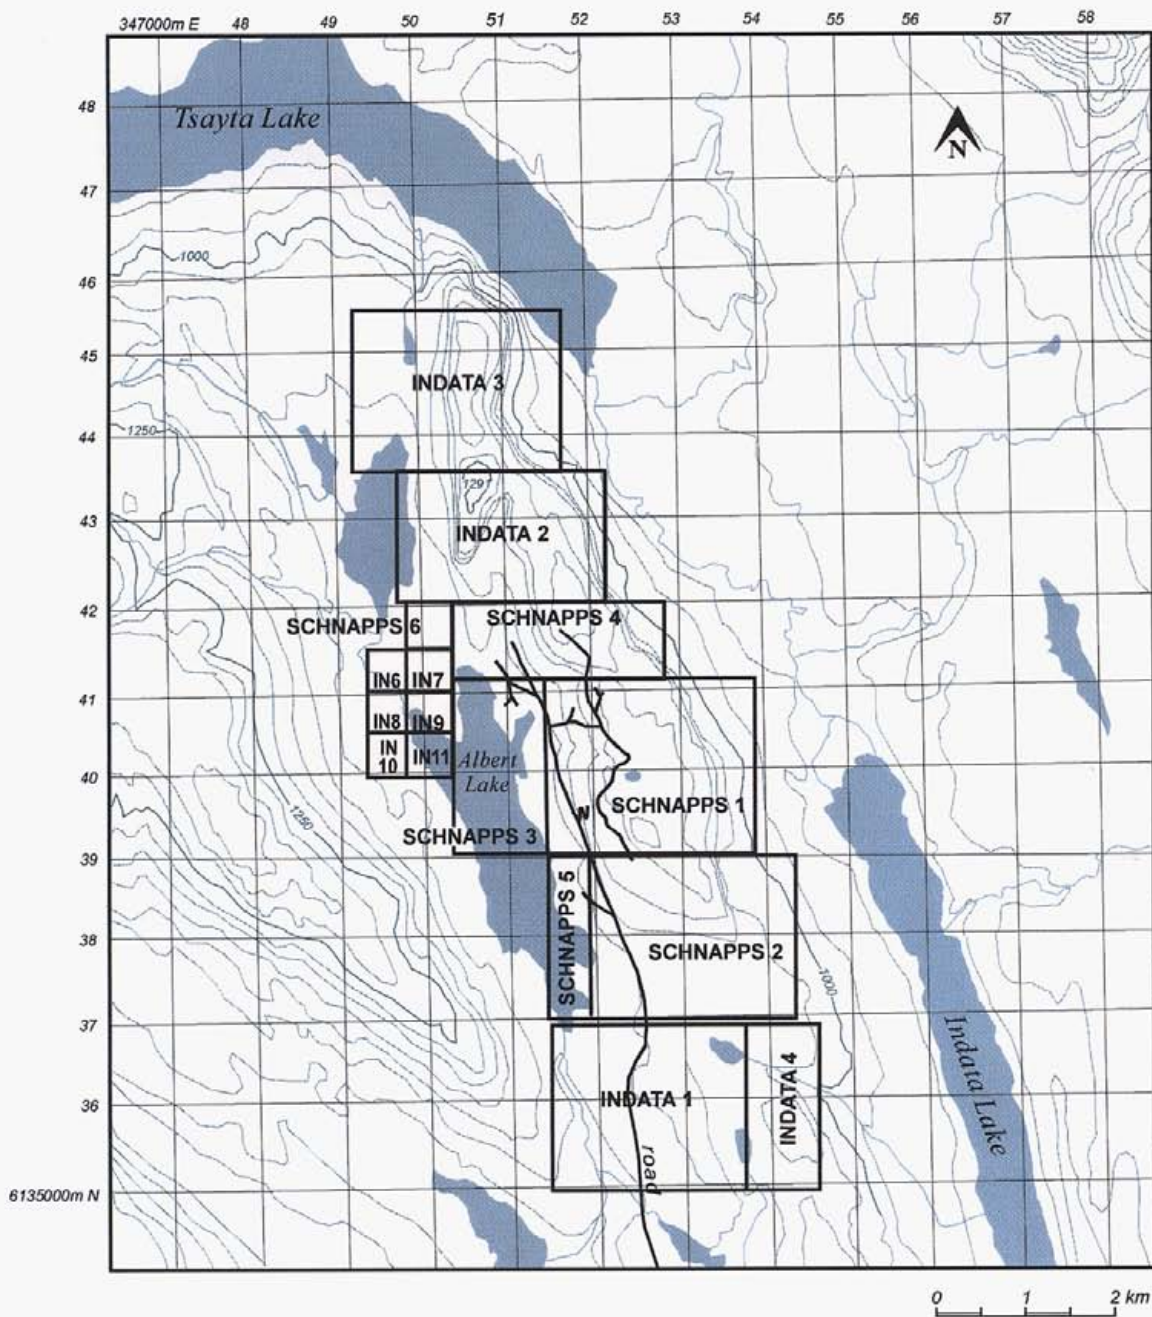 347000m E 48 49 50 51 52 53 54 55 56 57 58
48
Tsayta Lake
N
47
1000
46
45
INDATA 3
1250
44
1291
43
INDATA 2
42
SCHNAPPS 6
SCHNAPPS 4
41
IN6 IN7
IN8 IN9
IN 10
IN11
40
Albert
Lake
1250
SCHNAPPS 1
N
SCHNAPPS 3
39
SCHNAPPS 5
38
SCHNAPPS 2
1000
37
Indata Lake
36
INDATA 1
INDATA 4
road
6135000m N
0 1 2 km